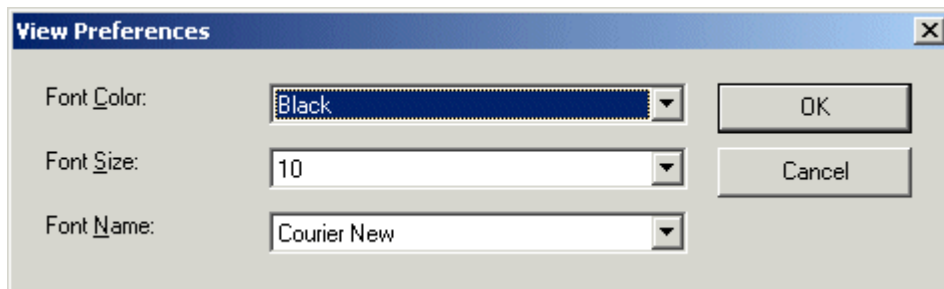 View Preferences
Font Color: Black
OK
Font Size: 10
Cancel
Font Name: Courier New